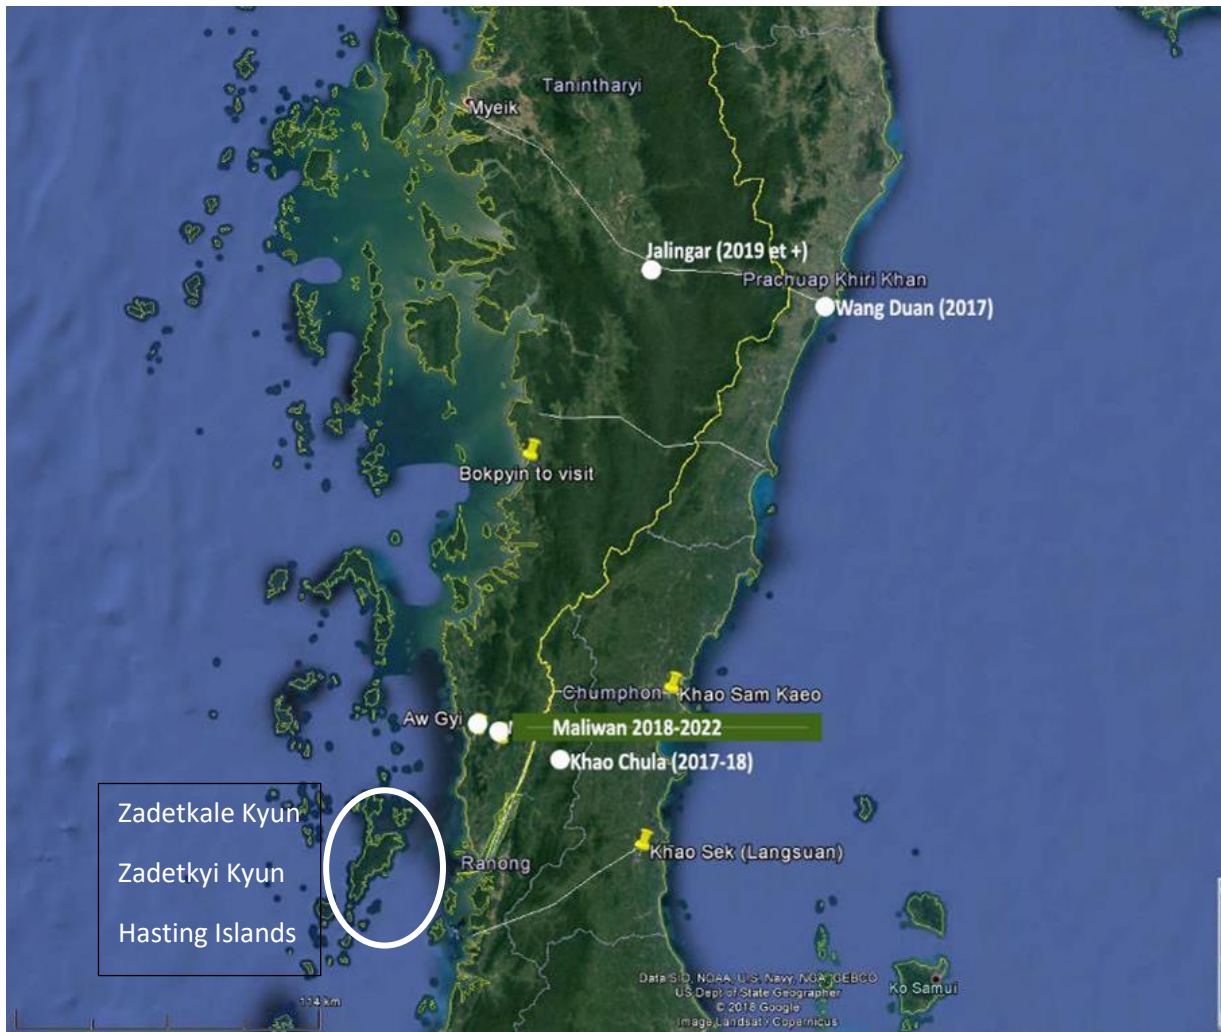 Tanintharyi
Myeik
Jalingar (2019 et +)
Prachuap Khiri Khan
Wang Duan (2017)
Bokpyin to visit
Chumphon
Khao Sam Kaeo
Aw Gyi
Maliwan 2018-2022
Khao Chula (2017-18)
Zadetkale Kyun
Zadetkyi Kyun
Hasting Islands
Ranong
Khao Sek (Langsuan)
Data SIO, NOAA, U.S. Navy, NGA, GEBCO
US Dept of State Geographer
© 2018 Google
Image Landsat / Copernicus
Ko Samui
114 km